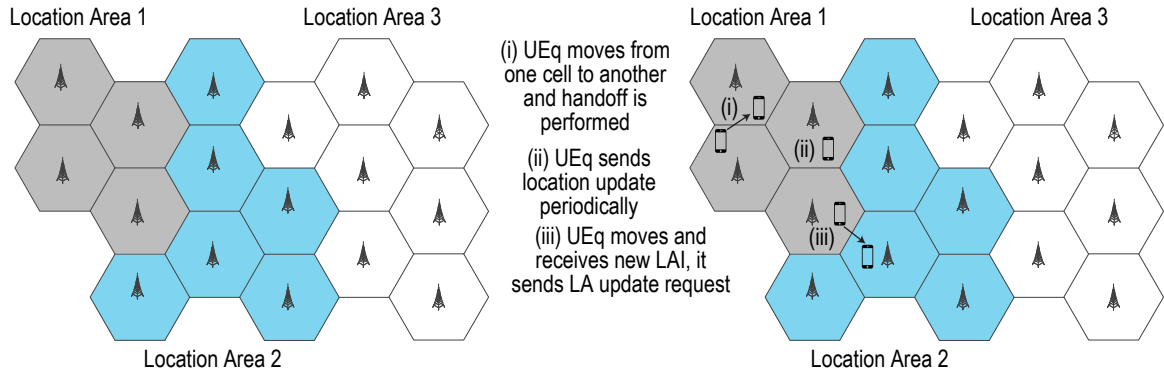 Location Area 1
Location Area 3
Location Area 2
(i) UEq moves from
one cell to another
and handoff is
performed
(ii) UEq sends
location update
periodically
(iii) UEq moves and
receives new LAI, it
sends LA update request
Location Area 1
Location Area 3
(i)
(ii)
(iii)
Location Area 2